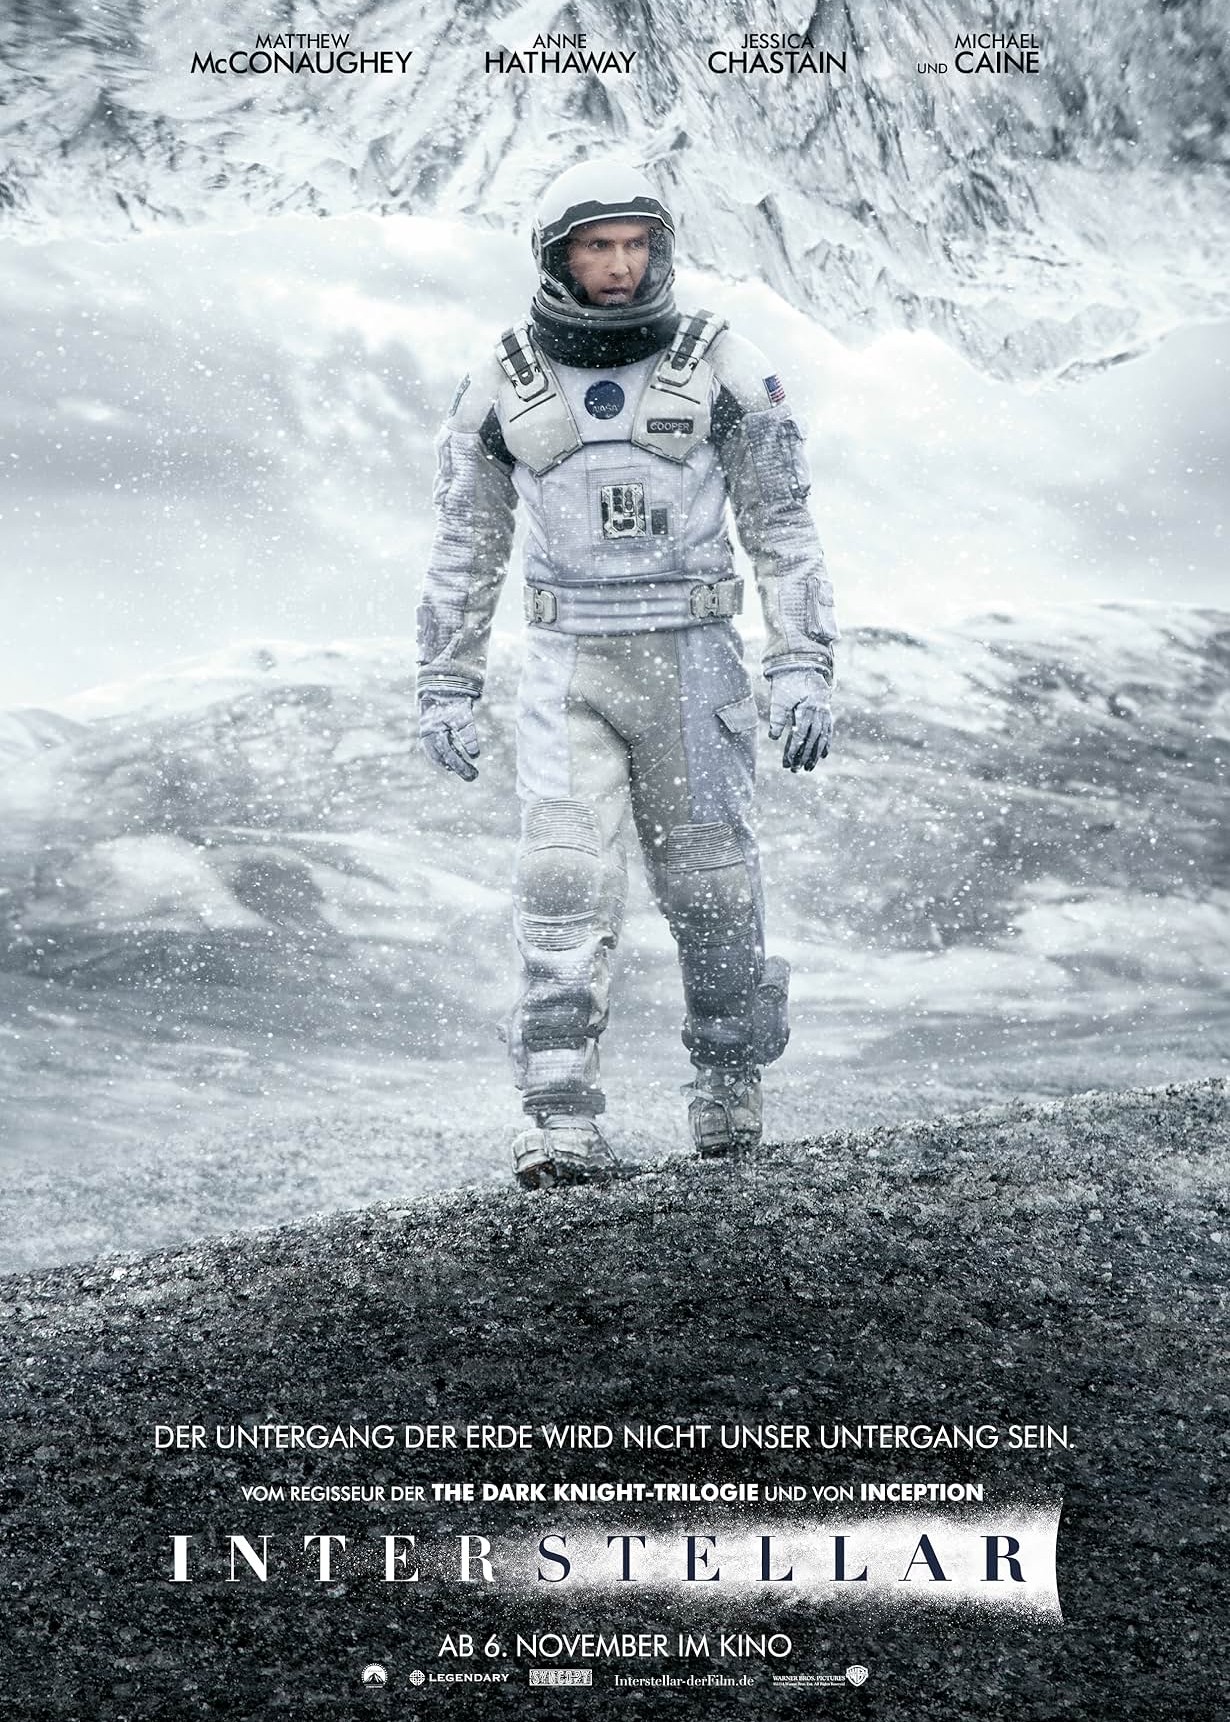 MATTHEW McCONAUGHEY
ANNE HATHAWAY
JESSICA CHASTAIN
UND MICHAEL CAINE
NASA
COOPER
DER UNTERGANG DER ERDE WIRD NICHT UNSER UNTERGANG SEIN.
VOM REGISSEUR DER THE DARK KNIGHT-TRILOGIE UND VON INCEPTION
INTERSTELLAR
AB 6. NOVEMBER IM KINO
LEGENDARY SYNCOPY Interstellar-derFilm.de WARNER BROS. PICTURES WB